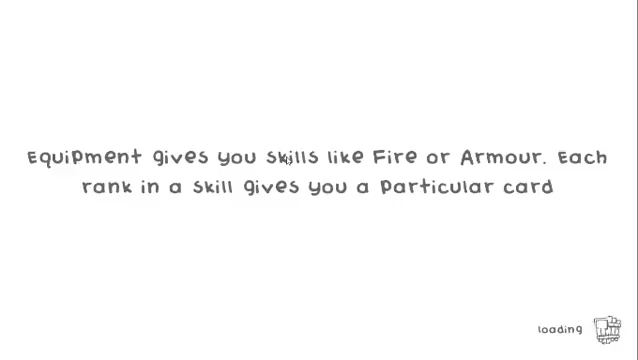 Equipment gives you skills like Fire or Armour. Each
rank in a skill gives you a particular card
loading